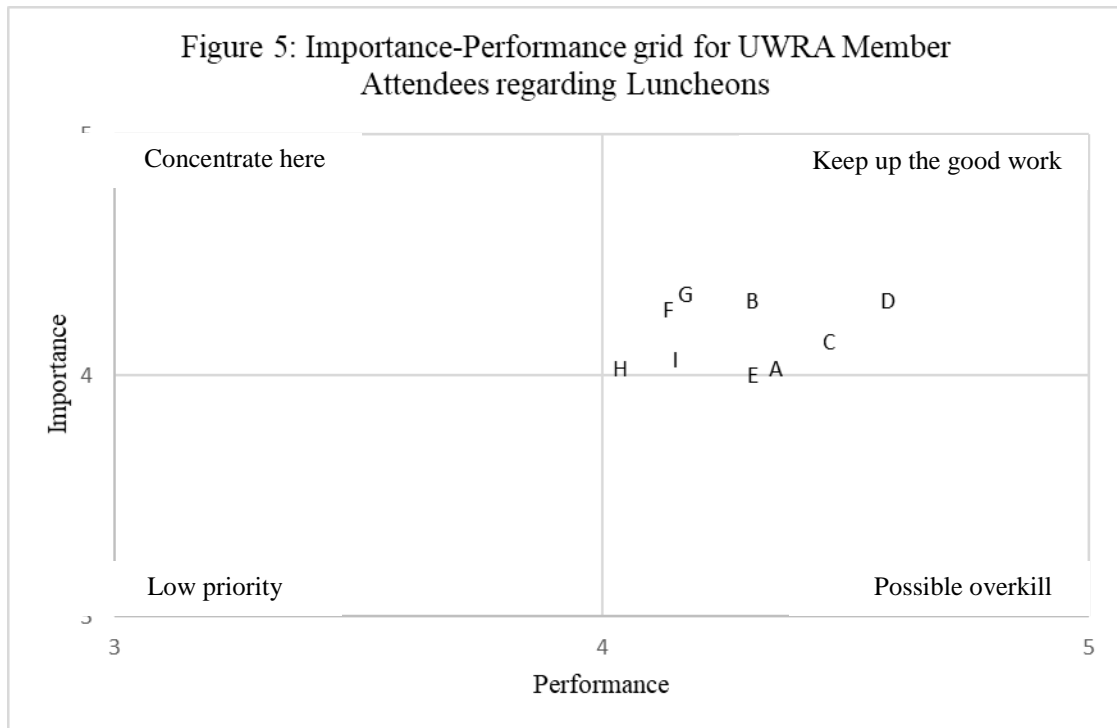 Figure 5: Importance-Performance grid for UWRA Member
Attendees regarding Luncheons
Concentrate here
Keep up the good work
G
B
D
F
C
I
H
A
E
4
Importance
Low priority
Possible overkill
3
4
5
Performance